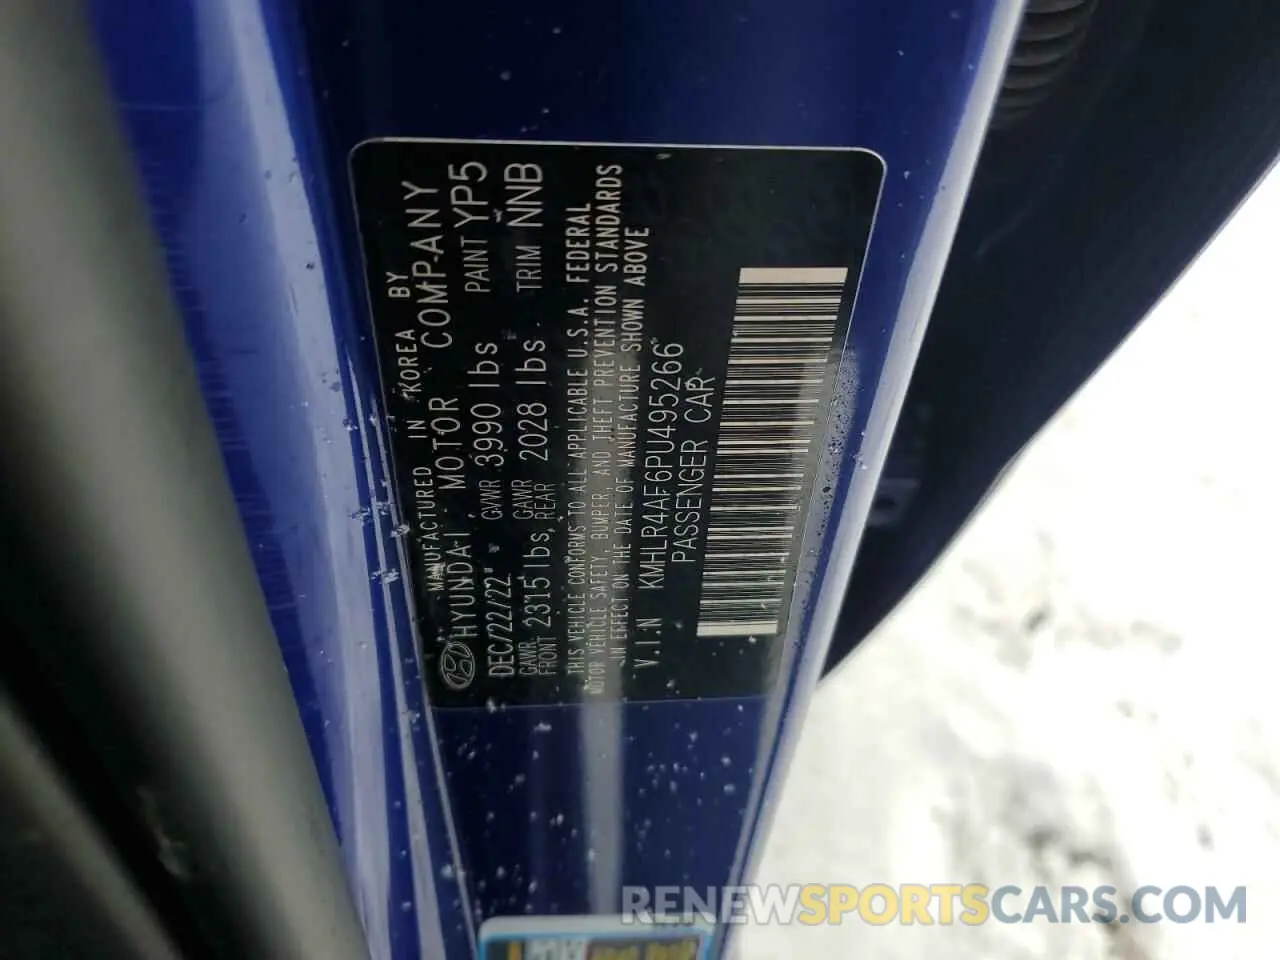 MANUFACTURED IN KOREA BY
HYUNDAI MOTOR COMPANY
DEC/22/22 GVWR 3990 lbs PAINT YP5
GAWR FRONT 2315 lbs, GAWR REAR 2028 lbs. TRIM NNB
THIS VEHICLE CONFORMS TO ALL APPLICABLE U.S.A. FEDERAL
MOTOR VEHICLE SAFETY, BUMPER, AND THEFT PREVENTION STANDARDS
IN EFFECT ON THE DATE OF MANUFACTURE SHOWN ABOVE
V.I.N KMHLR4AF6PU495266
PASSENGER CAR
RENEWSPORTSCARS.COM